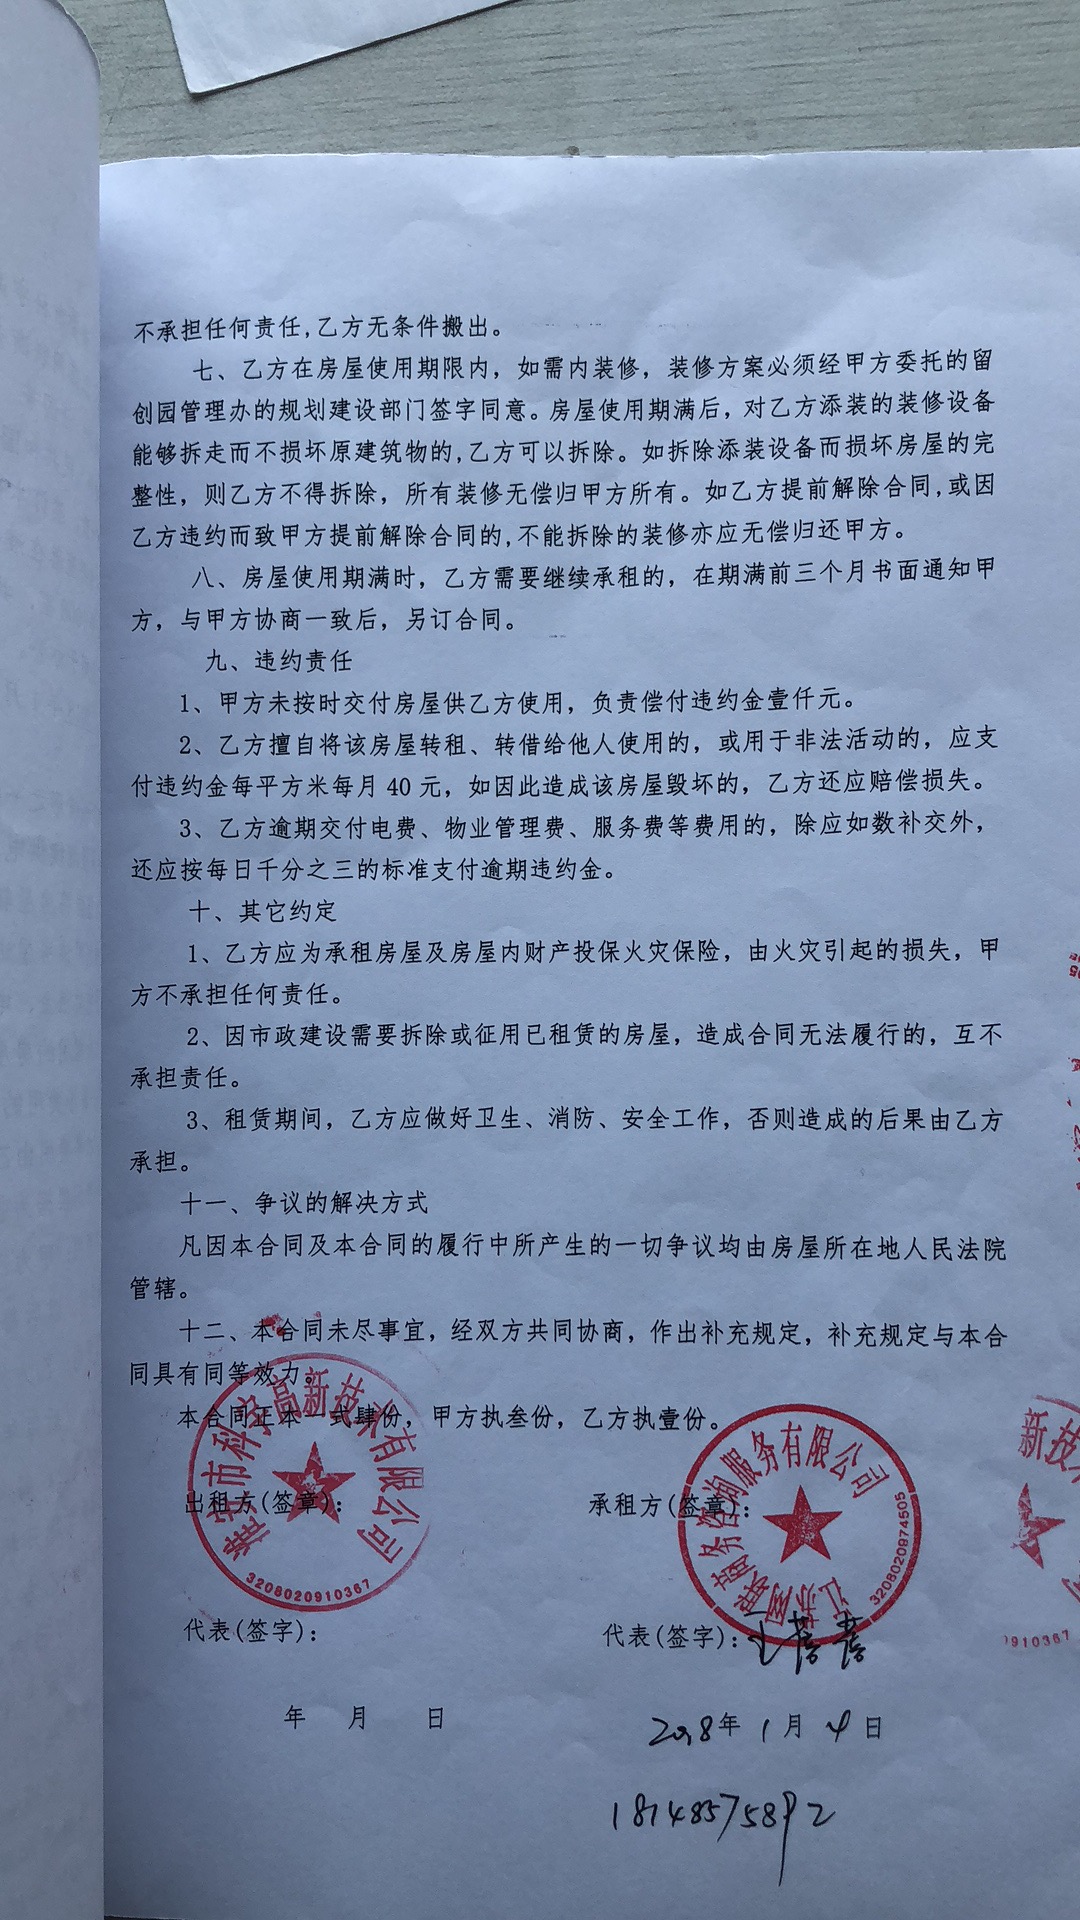 不承担任何责任,乙方无条件搬出。
七、乙方在房屋使用期限内，如需内装修，装修方案必须经甲方委托的留
创园管理办的规划建设部门签字同意。房屋使用期满后，对乙方添装的装修设备
能够拆走而不损坏原建筑物的,乙方可以拆除。如拆除添装设备而损坏房屋的完
整性，则乙方不得拆除，所有装修无偿归甲方所有。如乙方提前解除合同,或因
乙方违约而致甲方提前解除合同的,不能拆除的装修亦应无偿归还甲方。
八、房屋使用期满时，乙方需要继续承租的，在期满前三个月书面通知甲
方，与甲方协商一致后，另订合同。
九、违约责任
1、甲方未按时交付房屋供乙方使用，负责偿付违约金壹仟元。
2、乙方擅自将该房屋转租、转借给他人使用的，或用于非法活动的，应支
付违约金每平方米每月40元，如因此造成该房屋毁坏的，乙方还应赔偿损失。
3、乙方逾期交付电费、物业管理费、服务费等费用的，除应如数补交外，
还应按每日千分之三的标准支付逾期违约金。
十、其它约定
1、乙方应为承租房屋及房屋内财产投保火灾保险，由火灾引起的损失，甲
方不承担任何责任。
2、因市政建设需要拆除或征用已租赁的房屋，造成合同无法履行的，互不
承担责任。
3、租赁期间，乙方应做好卫生、消防、安全工作，否则造成的后果由乙方
承担。
十一、争议的解决方式
凡因本合同及本合同的履行中所产生的一切争议均由房屋所在地人民法院
管辖。
十二、本合同未尽事宜，经双方共同协商，作出补充规定，补充规定与本合
同具有同等效力。
本合同正本一式肆份，甲方执叁份，乙方执壹份。
市科 高新技术有限公司
3208020910367
江苏网联 务咨询服务有限公司
3208020974505
新技
910367
出租方(签章)： 承租方(签章)：
代表(签字)： 代表(签字)：
年 月 日 2018年1月4日
18148575892